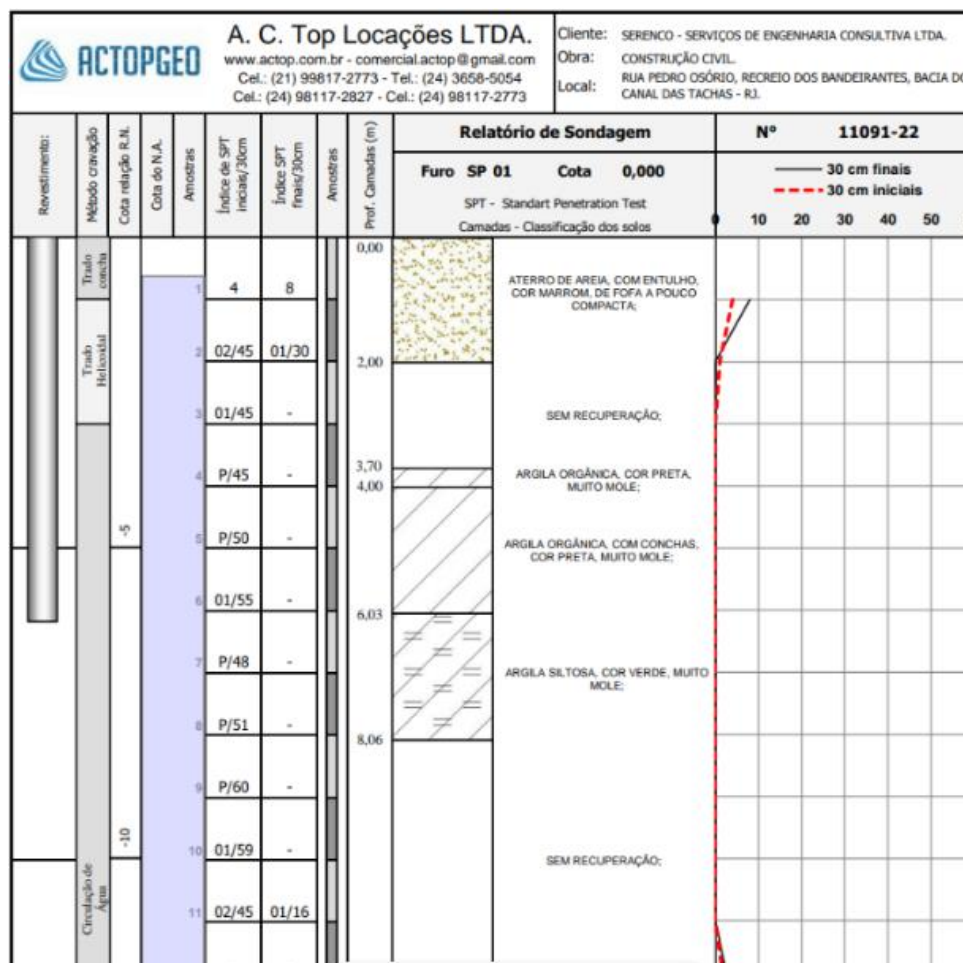 ACTOPGEO
A. C. Top Locações LTDA.
www.actop.com.br - comercial.actop@gmail.com
Cel.: (21) 99817-2773 - Tel.: (24) 3658-5054
Cel.: (24) 98117-2827 - Cel.: (24) 98117-2773
Cliente: SERENCO - SERVIÇOS DE ENGENHARIA CONSULTIVA LTDA.
Obra: CONSTRUÇÃO CIVIL.
Local: RUA PEDRO OSÓRIO, RECREIO DOS BANDEIRANTES, BACIA DO
CANAL DAS TACHAS - RJ.
Revestimento:
Método cravação
Cota relação R.N.
Cota do N.A.
Amostras
Índice de SPT
iniciais/30cm
Índice SPT
finais/30cm
Amostras
Prof. Camadas (m)
Relatório de Sondagem
Furo SP 01 Cota 0,000
SPT - Standart Penetration Test
Camadas - Classificação dos solos
Nº 11091-22
30 cm finais
30 cm iniciais
0 10 20 30 40 50
Trado
concha
0,00
1 4 8
ATERRO DE AREIA, COM ENTULHO,
COR MARROM, DE FOFA A POUCO
COMPACTA;
Trado
Helicoidal
2 02/45 01/30
2,00
3 01/45 -
SEM RECUPERAÇÃO;
3,70
4 P/45 -
ARGILA ORGÂNICA, COR PRETA,
MUITO MOLE;
4,00
-5
5 P/50 -
ARGILA ORGÂNICA, COM CONCHAS,
COR PRETA, MUITO MOLE;
6 01/55 -
6,03
7 P/48 -
ARGILA SILTOSA, COR VERDE, MUITO
MOLE;
8 P/51 -
8,06
9 P/60 -
-10
10 01/59 -
SEM RECUPERAÇÃO;
Circulação de
Água
11 02/45 01/16